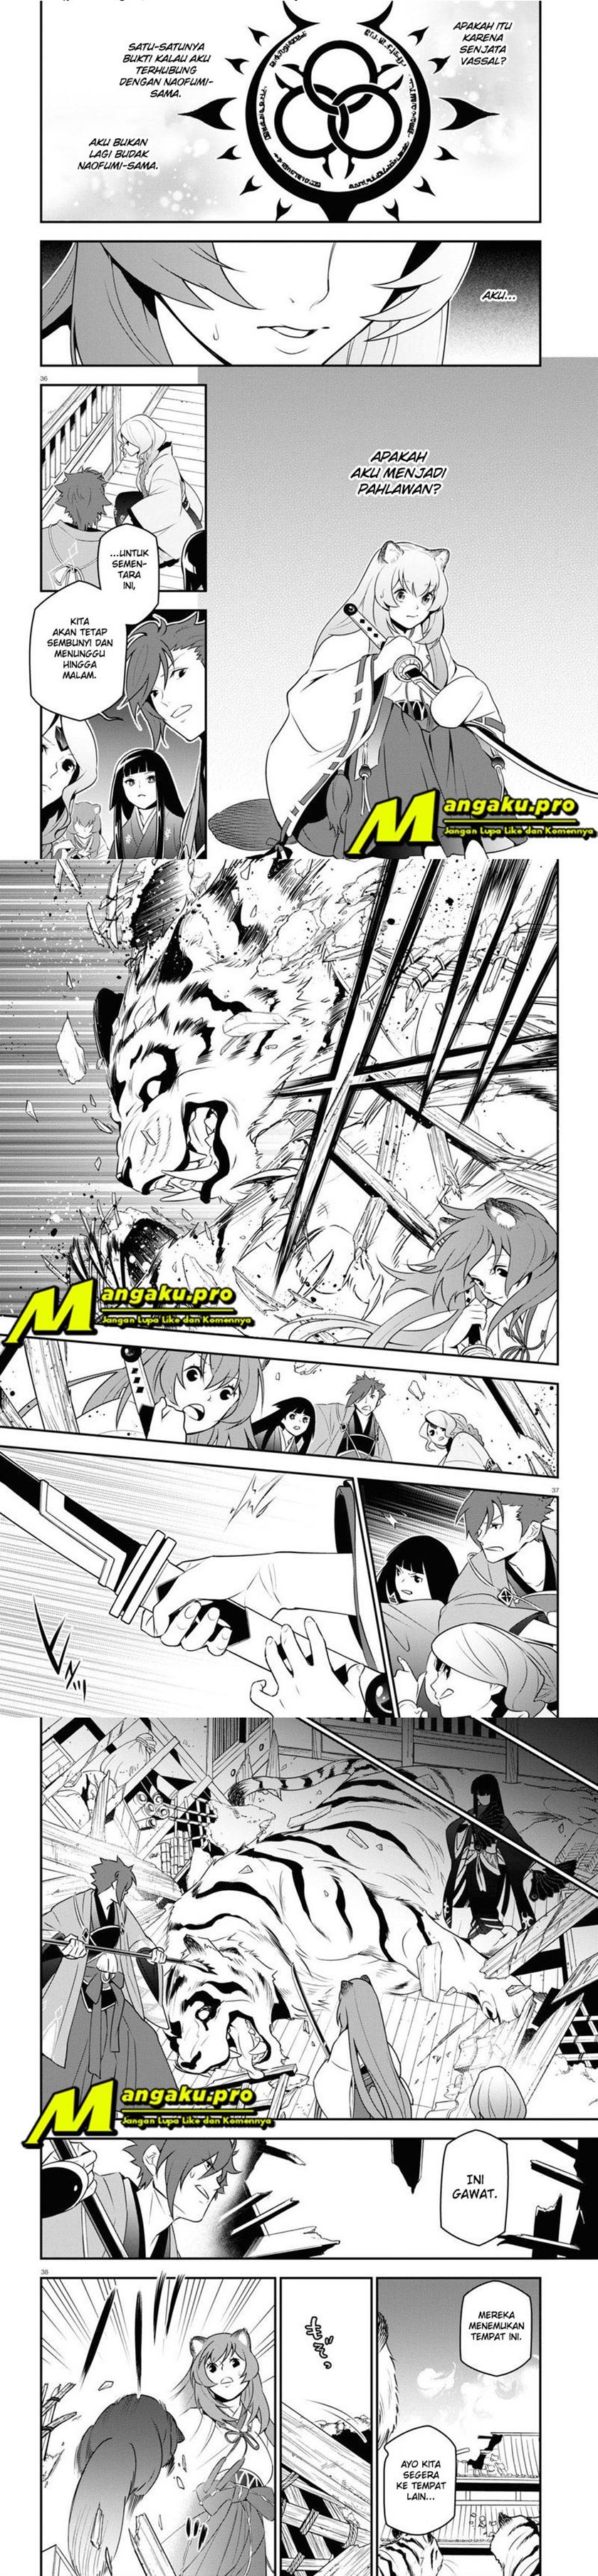 APAKAH ITU
KARENA
SENJATA
VASSAL?
SATU-SATUNYA
BUKTI KALAU AKU
TERHUBUNG
DENGAN NAOFUMI-
SAMA.
AKU BUKAN
LAGI BUDAK
NAOFUMI-SAMA.
AKU...
36
APAKAH
AKU MENJADI
PAHLAWAN?
...UNTUK
SEMEN-
TARA
INI,
KITA
AKAN TETAP
SEMBUNYI DAN
MENUNGGU
HINGGA
MALAM.
Mangaku.pro
Jangan Lupa Like dan Komennya
Mangaku.pro
Jangan Lupa Like dan Komennya
37
Mangaku.pro
Jangan Lupa Like dan Komennya
INI
GAWAT.
38
MEREKA
MENEMUKAN
TEMPAT INI.
AYO KITA
SEGERA
KE TEMPAT
LAIN...